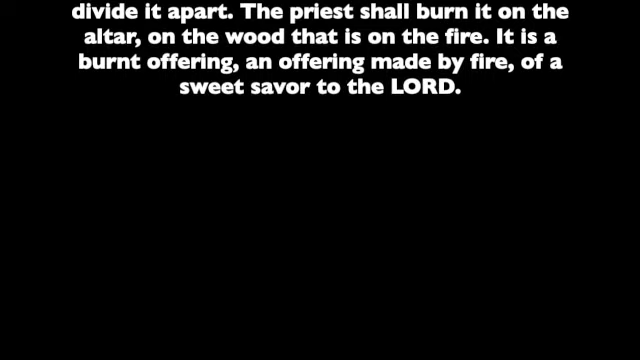 divide it apart. The priest shall burn it on the
altar, on the wood that is on the fire. It is a
burnt offering, an offering made by fire, of a
sweet savor to the LORD.